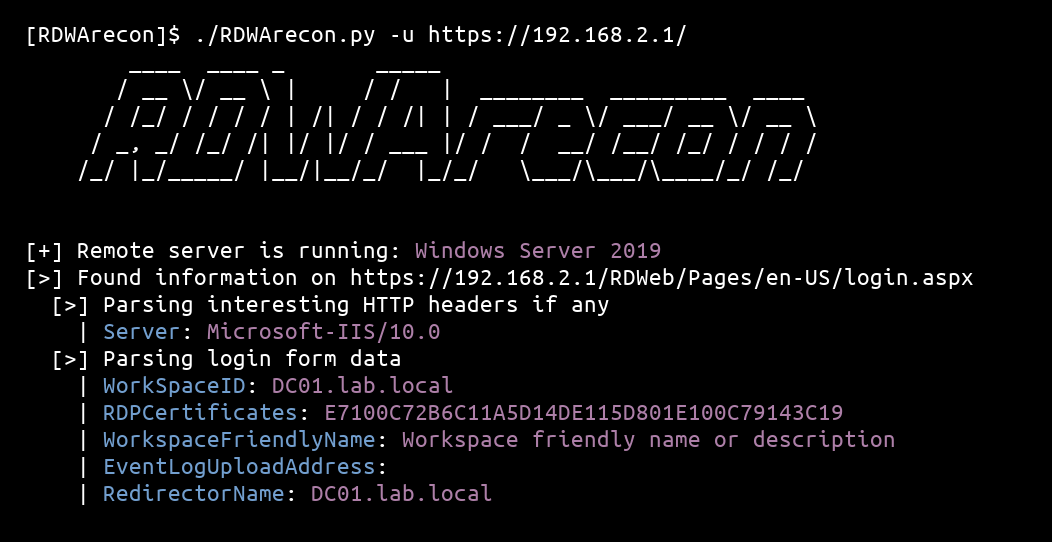 [RDWArecon]$ ./RDWArecon.py -u https://192.168.2.1/
RDWArecon
[+] Remote server is running: Windows Server 2019
[>] Found information on https://192.168.2.1/RDWeb/Pages/en-US/login.aspx
[>] Parsing interesting HTTP headers if any
| Server: Microsoft-IIS/10.0
[>] Parsing login form data
| WorkSpaceID: DC01.lab.local
| RDPCertificates: E7100C72B6C11A5D14DE115D801E100C79143C19
| WorkspaceFriendlyName: Workspace friendly name or description
| EventLogUploadAddress:
| RedirectorName: DC01.lab.local